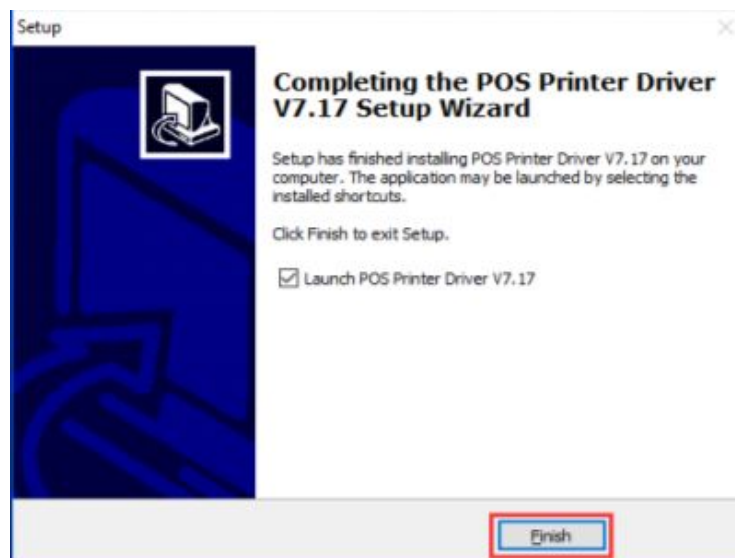 Setup
Completing the POS Printer Driver
V7.17 Setup Wizard
Setup has finished installing POS Printer Driver V7.17 on your
computer. The application may be launched by selecting the
installed shortcuts.
Click Finish to exit Setup.
Launch POS Printer Driver V7.17
Finish